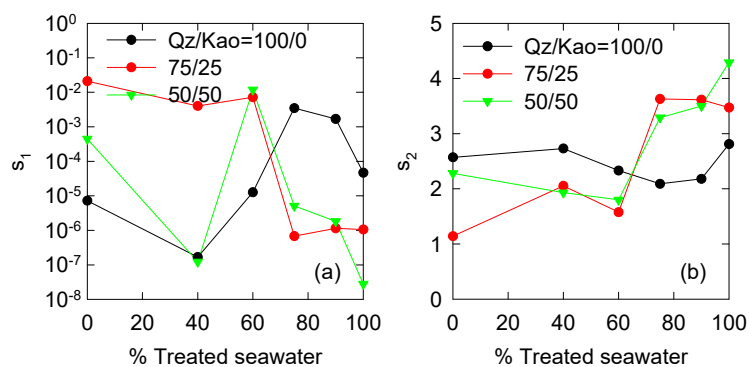 10⁰
10⁻¹
10⁻²
10⁻³
10⁻⁴
10⁻⁵
10⁻⁶
10⁻⁷
10⁻⁸
s₁
Qz/Kao=100/0
75/25
50/50
(a)
0 20 40 60 80 100
% Treated seawater
5
4
3
2
1
0
s₂
Qz/Kao=100/0
75/25
50/50
(b)
0 20 40 60 80 100
% Treated seawater